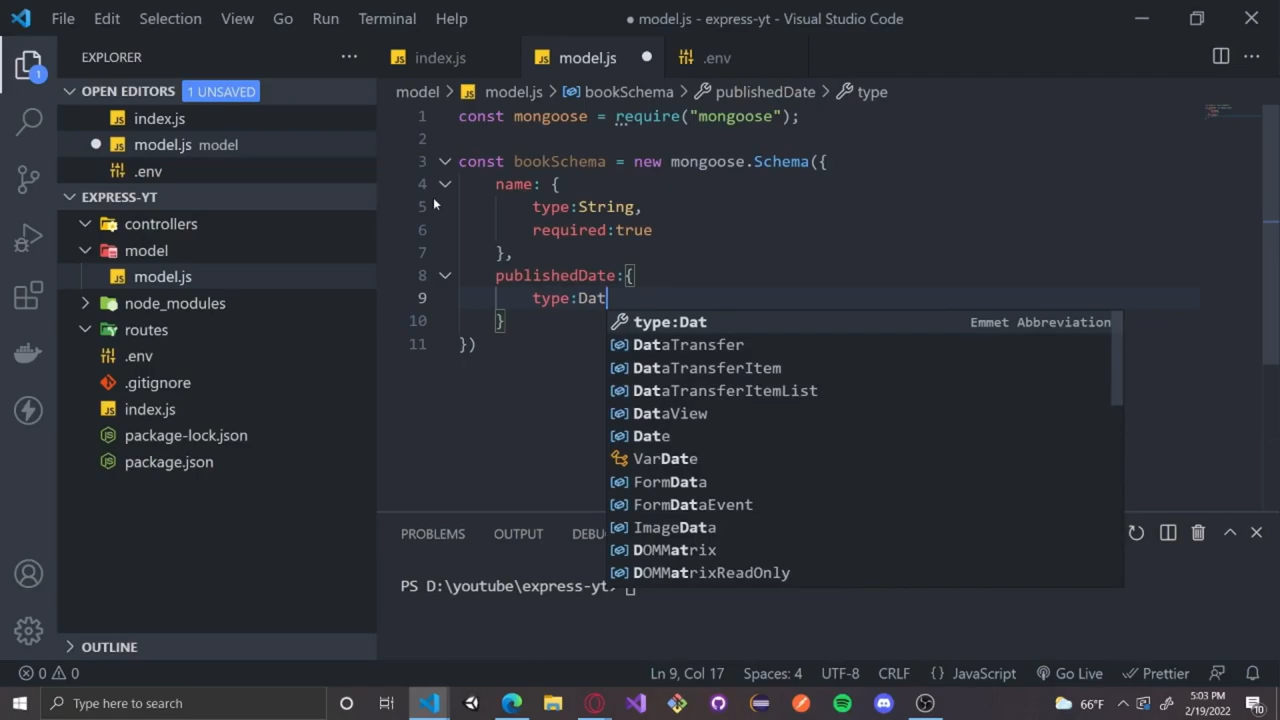 File Edit Selection View Go Run Terminal Help ● model.js - express-yt - Visual Studio Code
EXPLORER
index.js model.js .env
1
OPEN EDITORS 1 UNSAVED
index.js
model.js model
.env
EXPRESS-YT
controllers
model
model.js
node_modules
routes
.env
.gitignore
index.js
package-lock.json
package.json
OUTLINE
model > model.js > bookSchema > publishedDate > type
1 const mongoose = require("mongoose");
2
3 const bookSchema = new mongoose.Schema({
4 name: {
5 type:String,
6 required:true
7 },
8 publishedDate:{
9 type:Dat
10 }
11 })
type:Dat Emmet Abbreviation
DataTransfer
DataTransferItem
DataTransferItemList
DataView
Date
VarDate
FormData
FormDataEvent
ImageData
DOMMatrix
DOMMatrixReadOnly
PROBLEMS OUTPUT DEBU
PS D:\youtube\express-yt>
0 0 Ln 9, Col 17 Spaces: 4 UTF-8 CRLF {} JavaScript Go Live Prettier
Type here to search 66°F 5:03 PM
2/19/2022 10